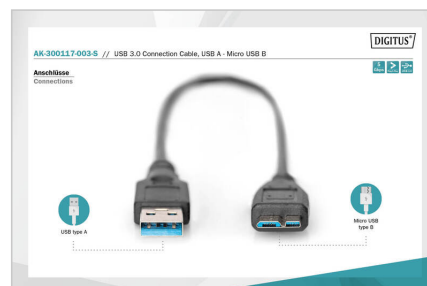 DIGITUS®
AK-300117-003-S // USB 3.0 Connection Cable, USB A - Micro USB B
Anschlüsse
Connections
USB type A
Micro USB
type B